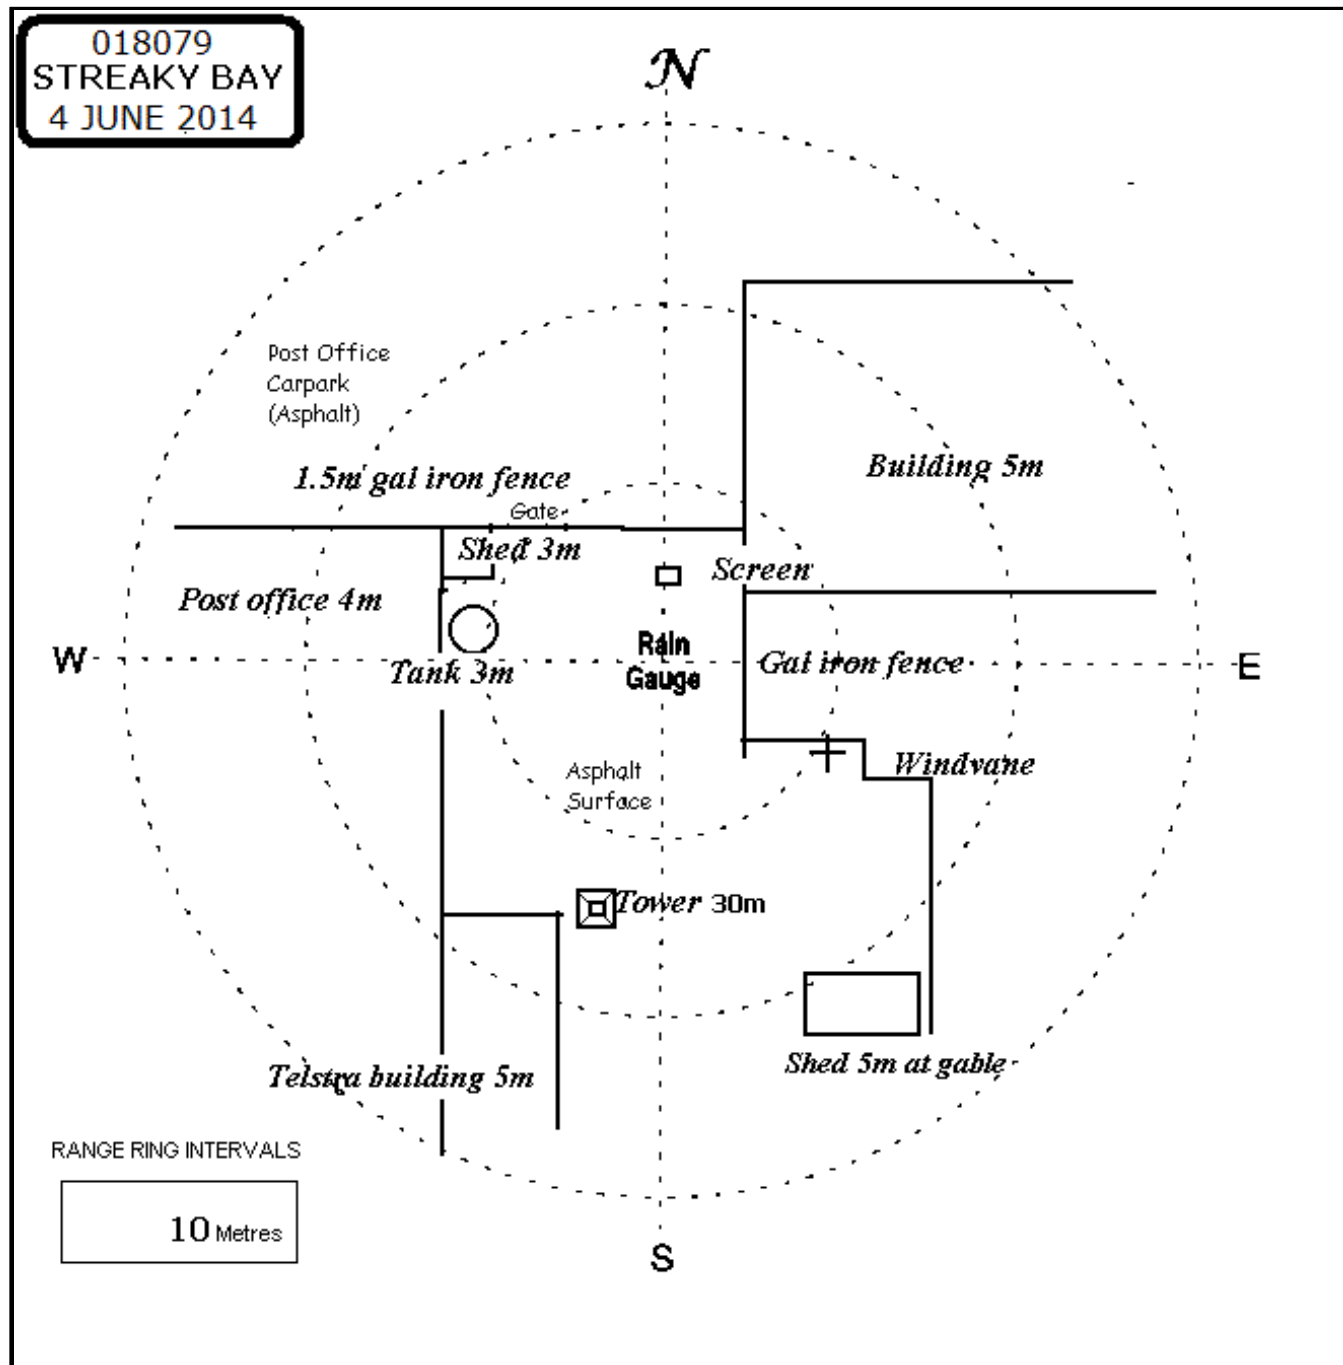 018079
STREAKY BAY
4 JUNE 2014
N
Post Office
Carpark
(Asphalt)
Building 5m
1.5m gal iron fence
Gate
Shed 3m
Screen
Post office 4m
Rain
Gauge
W
Tank 3m
Gal iron fence
E
Asphalt
Surface
Windvane
Tower 30m
Shed 5m at gable
Telstra building 5m
RANGE RING INTERVALS
10 Metres
S